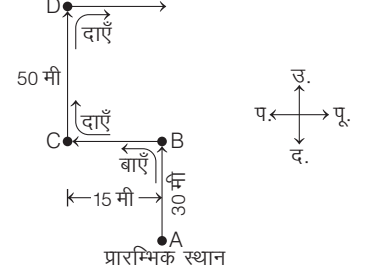 D
दाएँ
50 मी
दाएँ
C
B
बाएँ
15 मी
30 मी
A
प्रारम्भिक स्थान
उ.
प.
पू.
द.